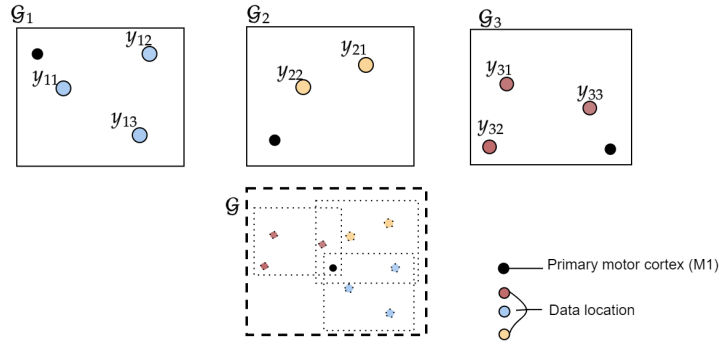 𝒢₁
y₁₁
y₁₂
y₁₃
𝒢₂
y₂₁
y₂₂
𝒢₃
y₃₁
y₃₂
y₃₃
𝒢
Primary motor cortex (M1)
Data location